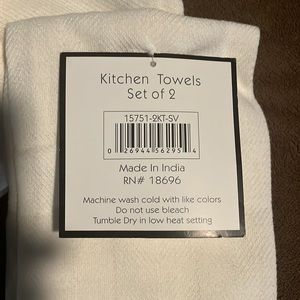 Kitchen Towels
Set of 2
15751-2KT-SV
0 26944 56295 4
Made In India
RN# 18696
Machine wash cold with like colors
Do not use bleach
Tumble Dry in low heat setting